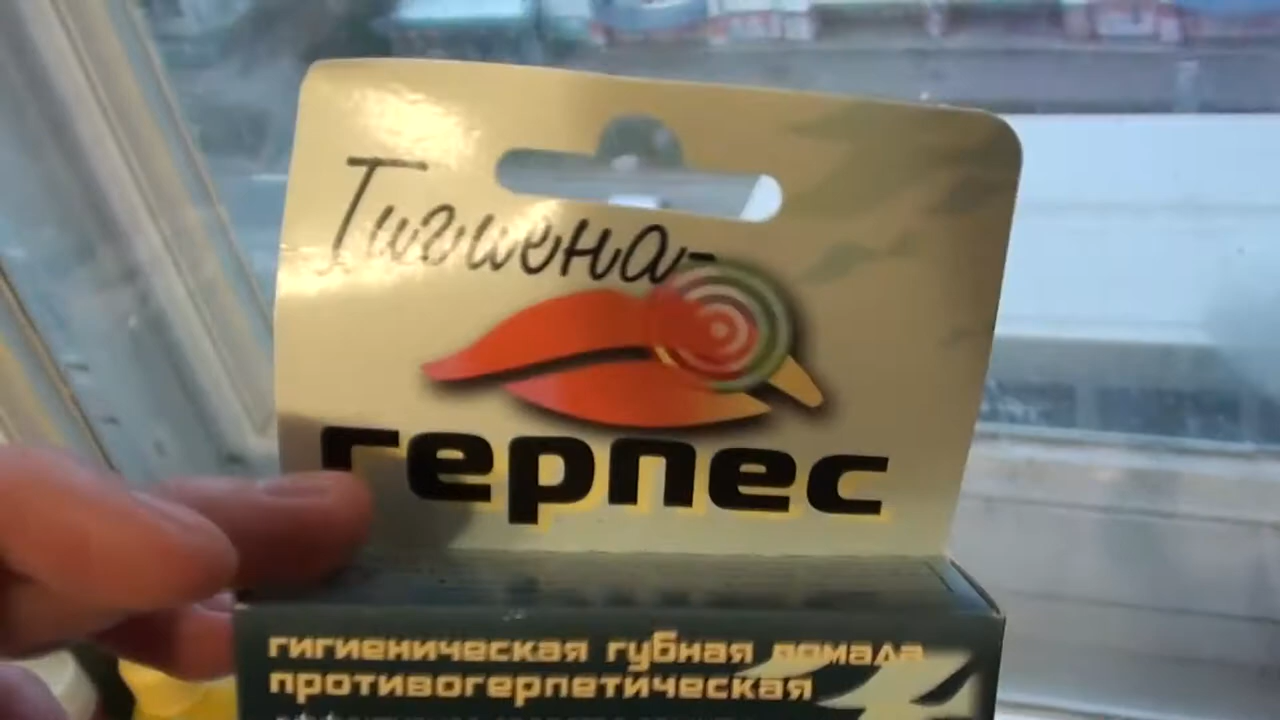 Гигиена-
герпес
гигиеническая губная помада
противогерпетическая